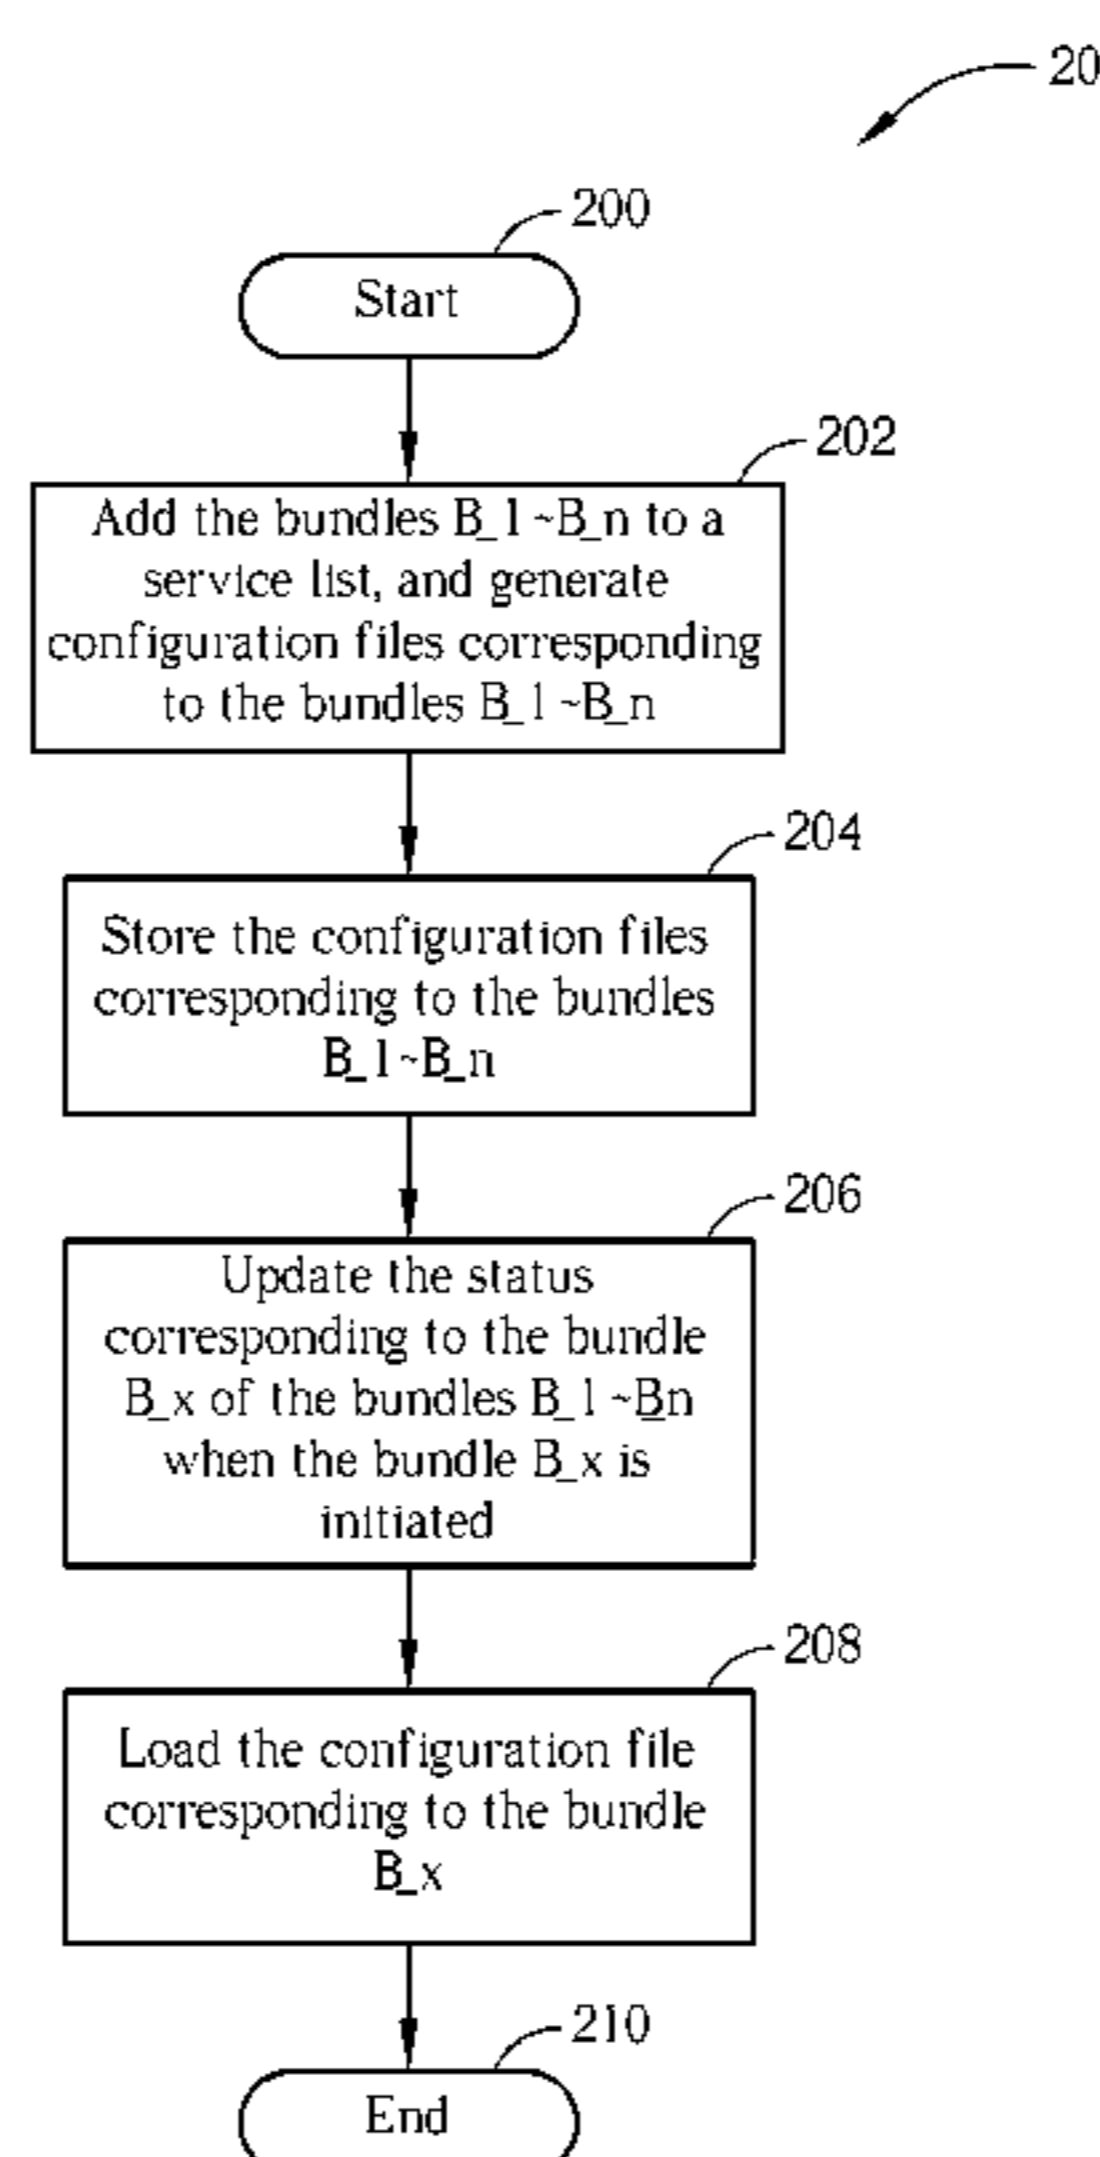 20
200
Start
202
Add the bundles B_1~B_n to a
service list, and generate
configuration files corresponding
to the bundles B_1~B_n
204
Store the configuration files
corresponding to the bundles
B_1~B_n
206
Update the status
corresponding to the bundle
B_x of the bundles B_1~B_n
when the bundle B_x is
initiated
208
Load the configuration file
corresponding to the bundle
B_x
210
End